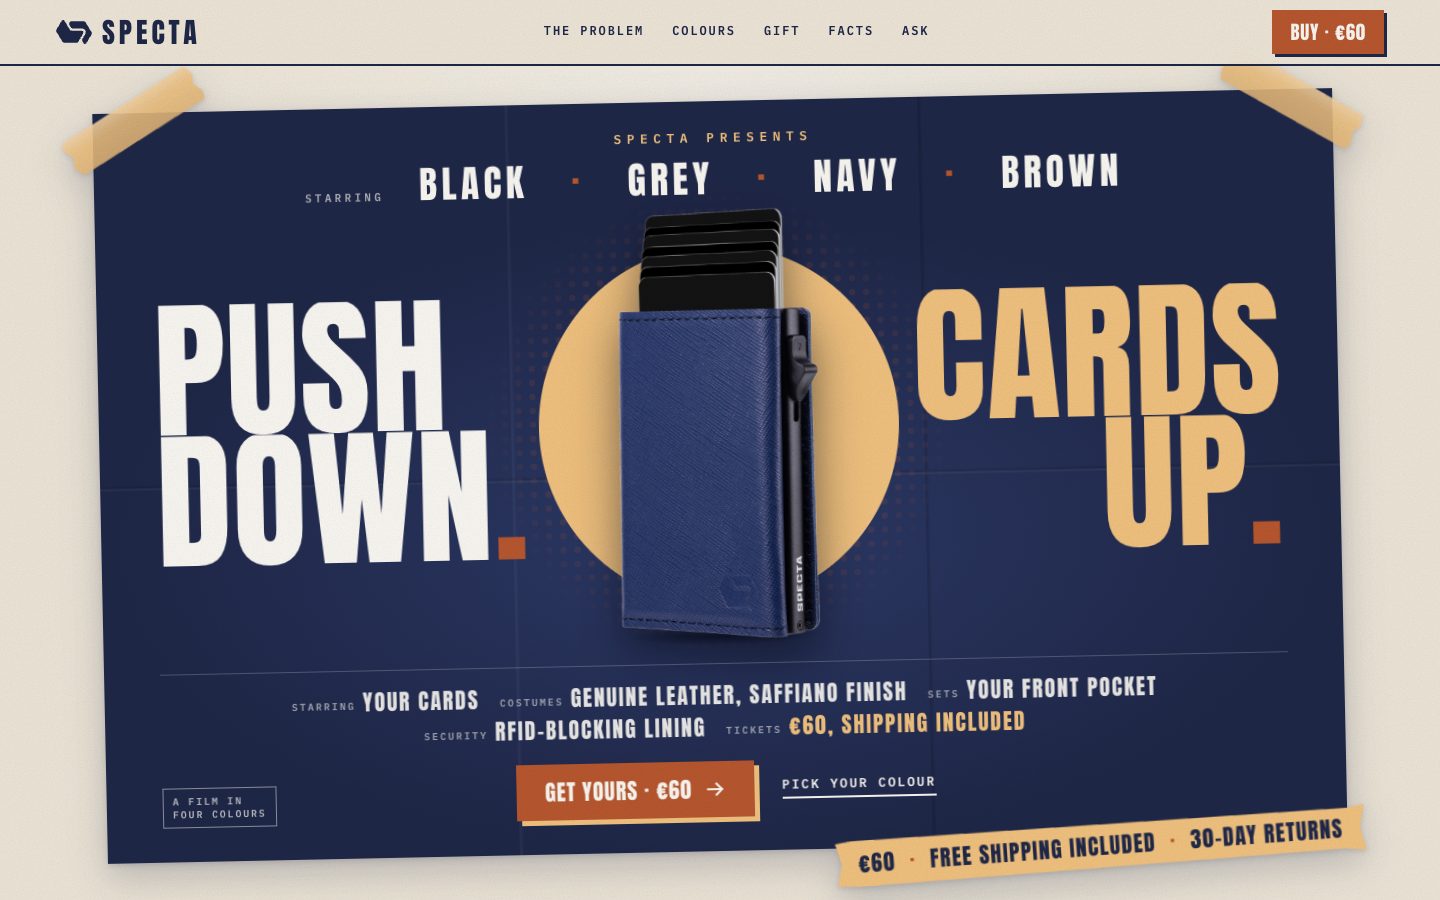 SPECTA
THE PROBLEM COLOURS GIFT FACTS ASK
BUY · €60
SPECTA PRESENTS
STARRING BLACK · GREY · NAVY · BROWN
PUSH
DOWN.
CARDS
UP.
SPECTA
STARRING YOUR CARDS COSTUMES GENUINE LEATHER, SAFFIANO FINISH SETS YOUR FRONT POCKET
SECURITY RFID-BLOCKING LINING TICKETS €60, SHIPPING INCLUDED
GET YOURS · €60 →
PICK YOUR COLOUR
A FILM IN
FOUR COLOURS
€60 · FREE SHIPPING INCLUDED · 30-DAY RETURNS